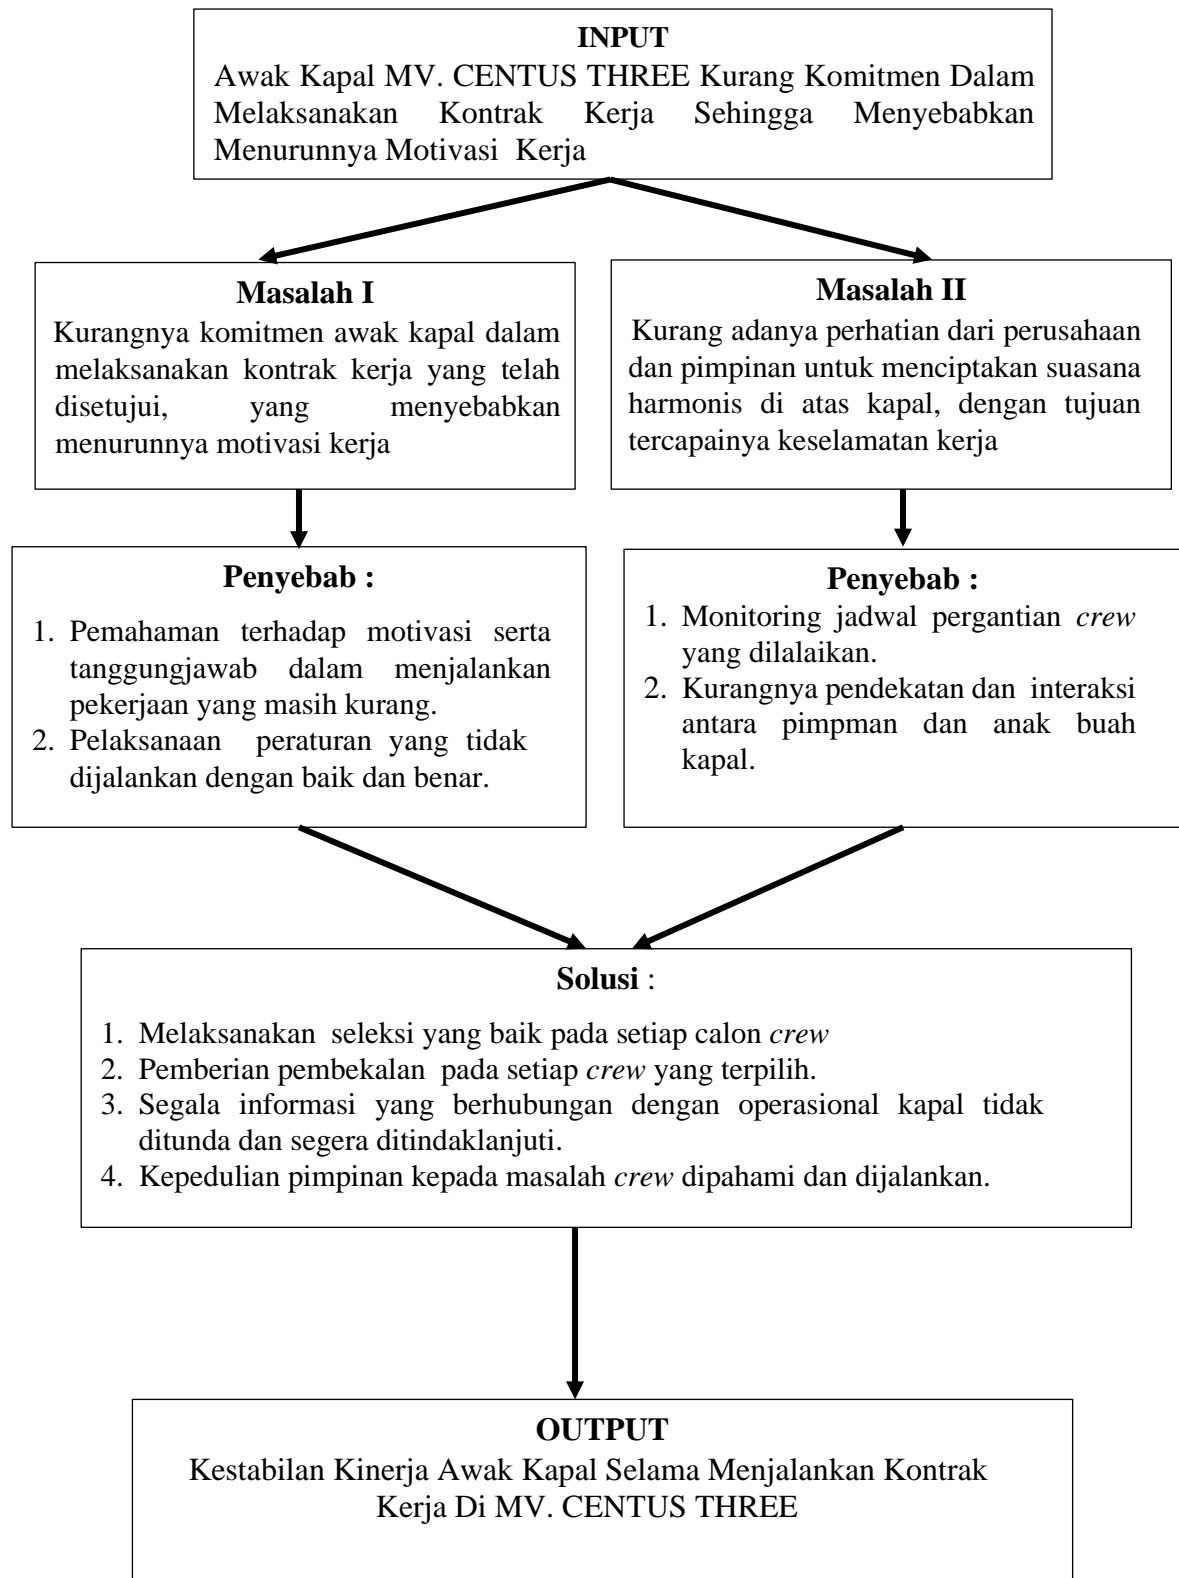 INPUT
Awak Kapal MV. CENTUS THREE Kurang Komitmen Dalam
Melaksanakan Kontrak Kerja Sehingga Menyebabkan
Menurunnya Motivasi Kerja
Masalah I
Kurangnya komitmen awak kapal dalam
melaksanakan kontrak kerja yang telah
disetujui, yang menyebabkan
menurunnya motivasi kerja
Masalah II
Kurang adanya perhatian dari perusahaan
dan pimpinan untuk menciptakan suasana
harmonis di atas kapal, dengan tujuan
tercapainya keselamatan kerja
Penyebab :
1. Pemahaman terhadap motivasi serta
tanggungjawab dalam menjalankan
pekerjaan yang masih kurang.
2. Pelaksanaan peraturan yang tidak
dijalankan dengan baik dan benar.
Penyebab :
1. Monitoring jadwal pergantian crew
yang dilalaikan.
2. Kurangnya pendekatan dan interaksi
antara pimpman dan anak buah
kapal.
Solusi :
1. Melaksanakan seleksi yang baik pada setiap calon crew
2. Pemberian pembekalan pada setiap crew yang terpilih.
3. Segala informasi yang berhubungan dengan operasional kapal tidak
ditunda dan segera ditindaklanjuti.
4. Kepedulian pimpinan kepada masalah crew dipahami dan dijalankan.
OUTPUT
Kestabilan Kinerja Awak Kapal Selama Menjalankan Kontrak
Kerja Di MV. CENTUS THREE